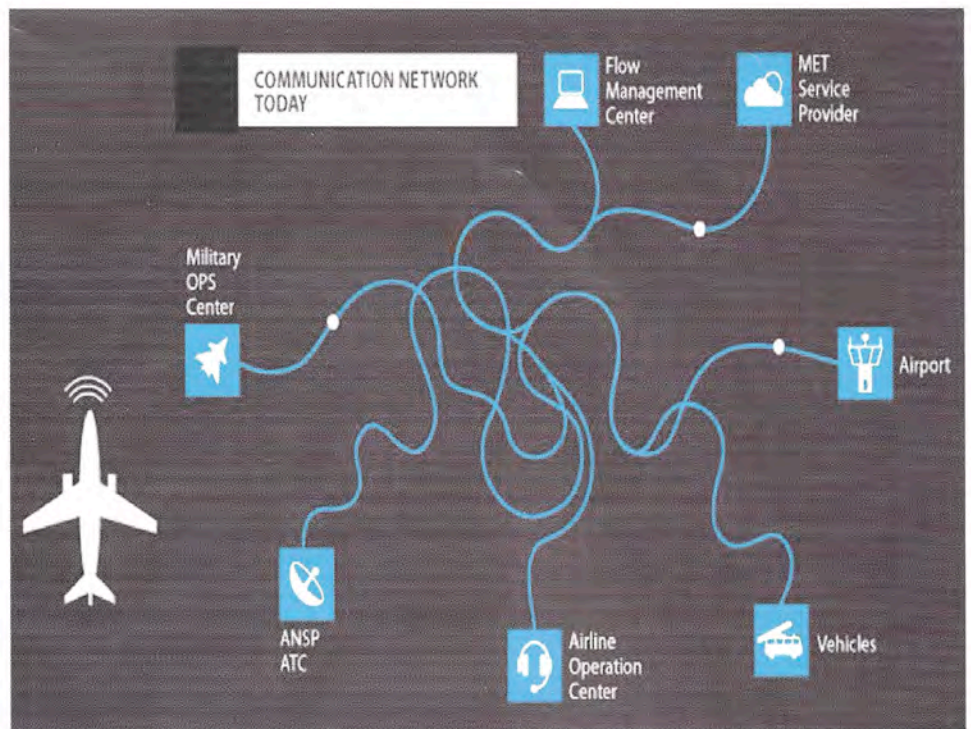 COMMUNICATION NETWORK
TODAY
Flow
Management
Center
MET
Service
Provider
Military
OPS
Center
Airport
ANSP
ATC
Airline
Operation
Center
Vehicles